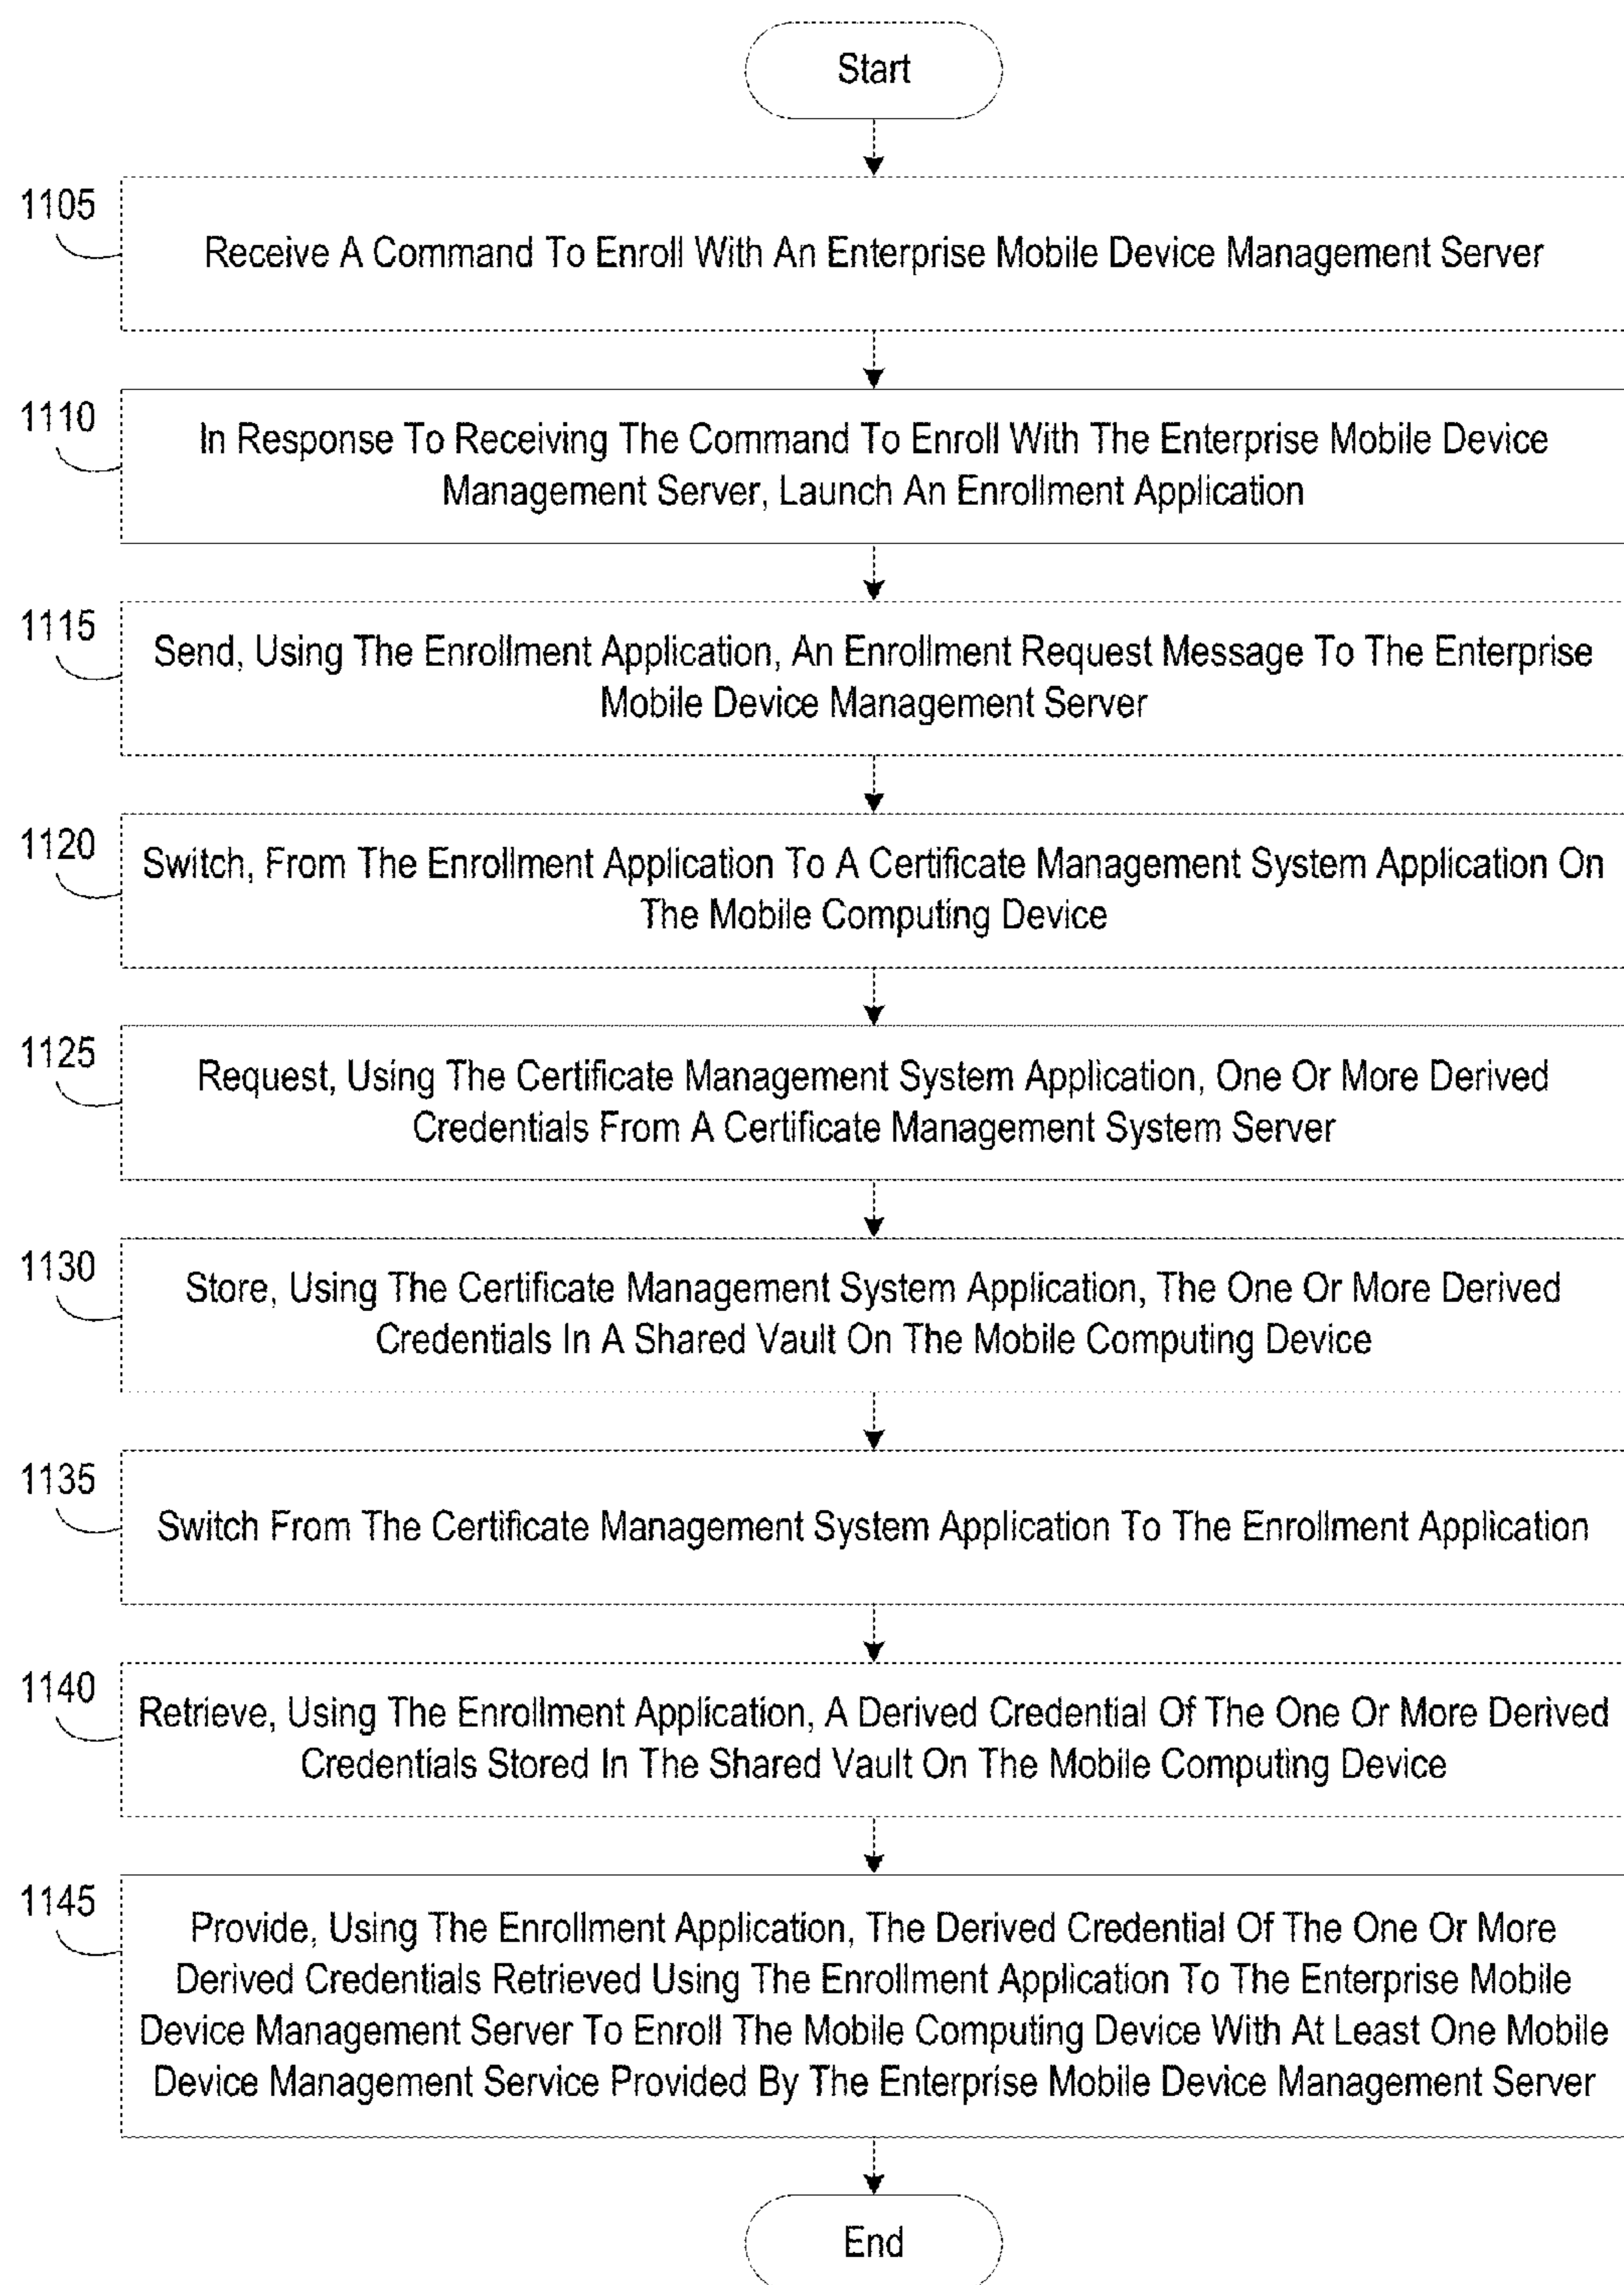 Start
1105
Receive A Command To Enroll With An Enterprise Mobile Device Management Server
1110
In Response To Receiving The Command To Enroll With The Enterprise Mobile Device
Management Server, Launch An Enrollment Application
1115
Send, Using The Enrollment Application, An Enrollment Request Message To The Enterprise
Mobile Device Management Server
1120
Switch, From The Enrollment Application To A Certificate Management System Application On
The Mobile Computing Device
1125
Request, Using The Certificate Management System Application, One Or More Derived
Credentials From A Certificate Management System Server
1130
Store, Using The Certificate Management System Application, The One Or More Derived
Credentials In A Shared Vault On The Mobile Computing Device
1135
Switch From The Certificate Management System Application To The Enrollment Application
1140
Retrieve, Using The Enrollment Application, A Derived Credential Of The One Or More Derived
Credentials Stored In The Shared Vault On The Mobile Computing Device
1145
Provide, Using The Enrollment Application, The Derived Credential Of The One Or More
Derived Credentials Retrieved Using The Enrollment Application To The Enterprise Mobile
Device Management Server To Enroll The Mobile Computing Device With At Least One Mobile
Device Management Service Provided By The Enterprise Mobile Device Management Server
End